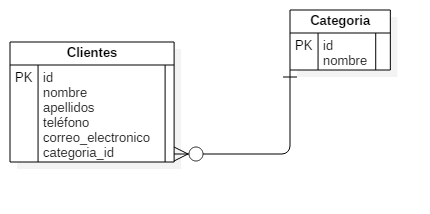 Clientes
PK id
nombre
apellidos
teléfono
correo_electronico
categoria_id
Categoria
PK id
nombre